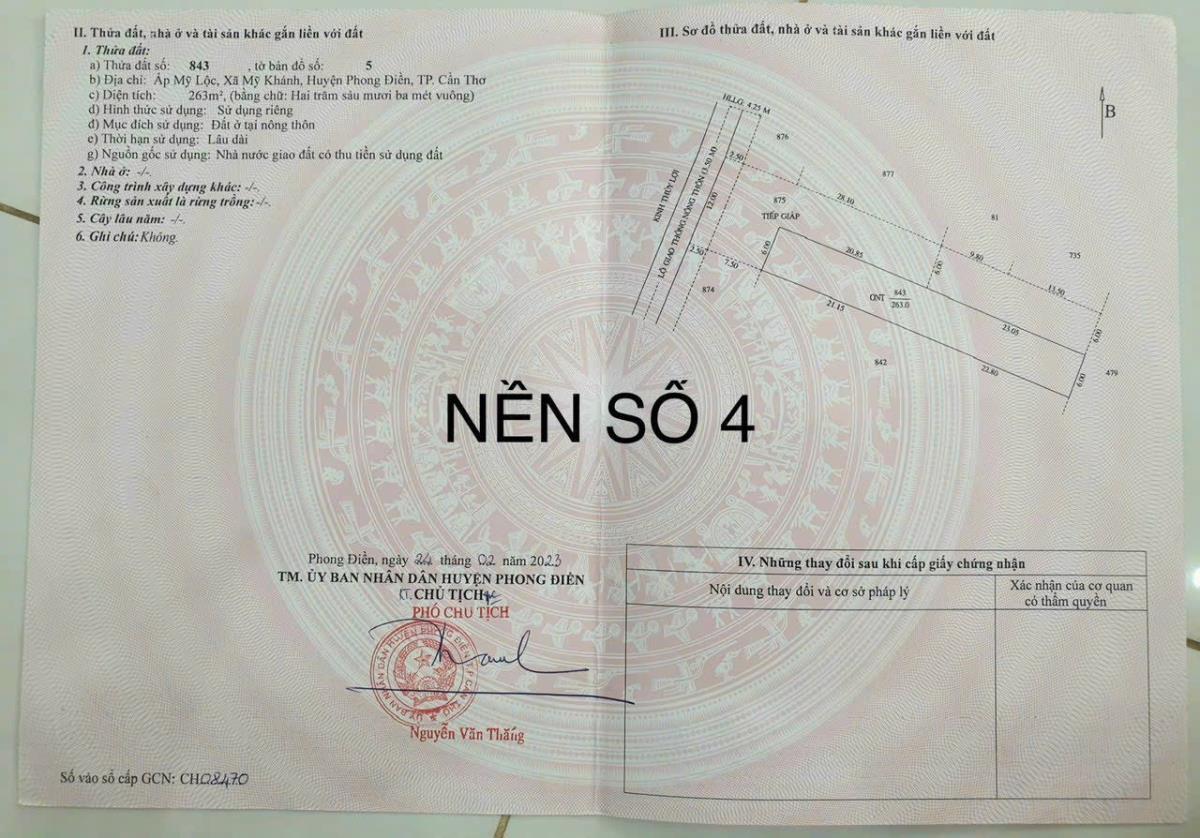 II. Thửa đất, nhà ở và tài sản khác gắn liền với đất
1. Thửa đất:
a) Thửa đất số: 843 , tờ bản đồ số: 5
b) Địa chỉ: Ấp Mỹ Lộc, Xã Mỹ Khánh, Huyện Phong Điền, TP. Cần Thơ
c) Diện tích: 263m², (bằng chữ: Hai trăm sáu mươi ba mét vuông)
d) Hình thức sử dụng: Sử dụng riêng
đ) Mục đích sử dụng: Đất ở tại nông thôn
e) Thời hạn sử dụng: Lâu dài
g) Nguồn gốc sử dụng: Nhà nước giao đất có thu tiền sử dụng đất
2. Nhà ở: -/-.
3. Công trình xây dựng khác: -/-.
4. Rừng sản xuất là rừng trồng: -/-.
5. Cây lâu năm: -/-.
6. Ghi chú: Không.
III. Sơ đồ thửa đất, nhà ở và tài sản khác gắn liền với đất
B
HLLG: 4.25 M
KINH THUỶ LỢI
LỘ GIAO THÔNG NÔNG THÔN (3.50 M)
12.00
876
877
2.50
28.10
875
TIẾP GIÁP
81
735
6.00
20.85
6.00
9.80
13.50
2.50
7.50
874
21.15
ONT 843
263.0
23.05
6.00
842
22.80
6.00
479
NỀN SỐ 4
Phong Điền, ngày 24 tháng 02 năm 2023
TM. ỦY BAN NHÂN DÂN HUYỆN PHONG ĐIỀN
KT. CHỦ TỊCH
PHÓ CHỦ TỊCH
ỦY BAN NHÂN DÂN HUYỆN PHONG ĐIỀN T.P CẦN THƠ
Nguyễn Văn Thắng
Số vào sổ cấp GCN: CH08470
IV. Những thay đổi sau khi cấp giấy chứng nhận
Nội dung thay đổi và cơ sở pháp lý
Xác nhận của cơ quan
có thẩm quyền